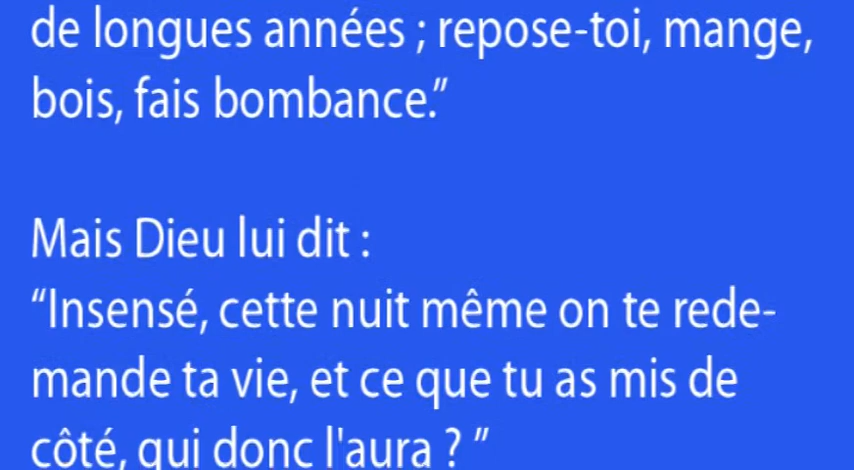 de longues années ; repose-toi, mange,
bois, fais bombance.”
Mais Dieu lui dit :
“Insensé, cette nuit même on te rede-
mande ta vie, et ce que tu as mis de
côté, qui donc l'aura ? ”